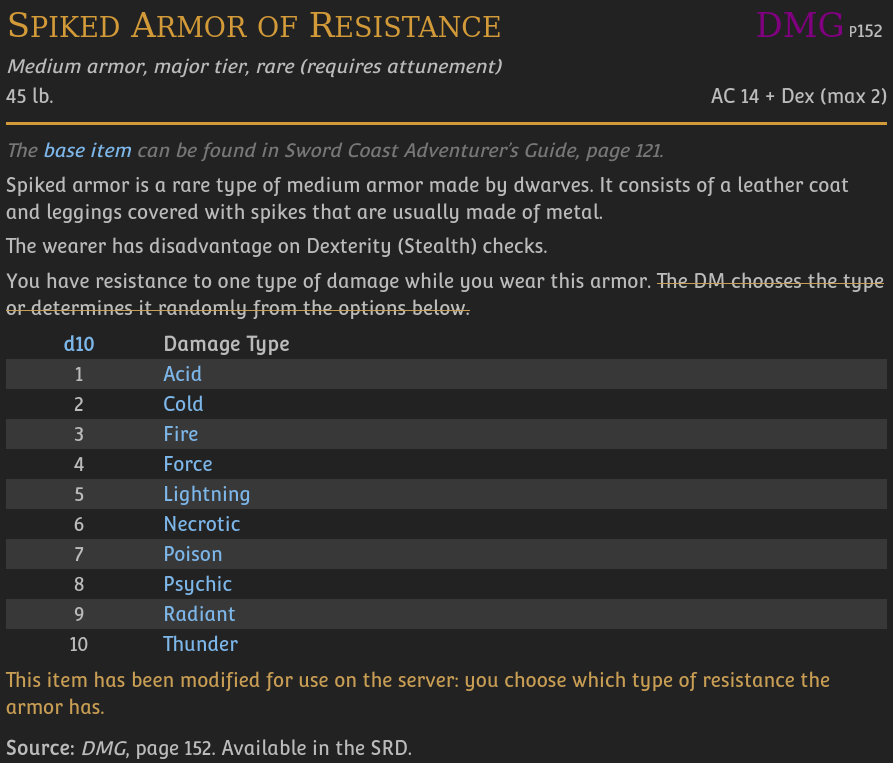 Spiked Armor of Resistance DMG P152
Medium armor, major tier, rare (requires attunement)
45 lb. AC 14 + Dex (max 2)
The base item can be found in Sword Coast Adventurer's Guide, page 121.
Spiked armor is a rare type of medium armor made by dwarves. It consists of a leather coat
and leggings covered with spikes that are usually made of metal.
The wearer has disadvantage on Dexterity (Stealth) checks.
You have resistance to one type of damage while you wear this armor. The DM chooses the type
or determines it randomly from the options below.
d10 Damage Type
1 Acid
2 Cold
3 Fire
4 Force
5 Lightning
6 Necrotic
7 Poison
8 Psychic
9 Radiant
10 Thunder
This item has been modified for use on the server: you choose which type of resistance the
armor has.
Source: DMG, page 152. Available in the SRD.